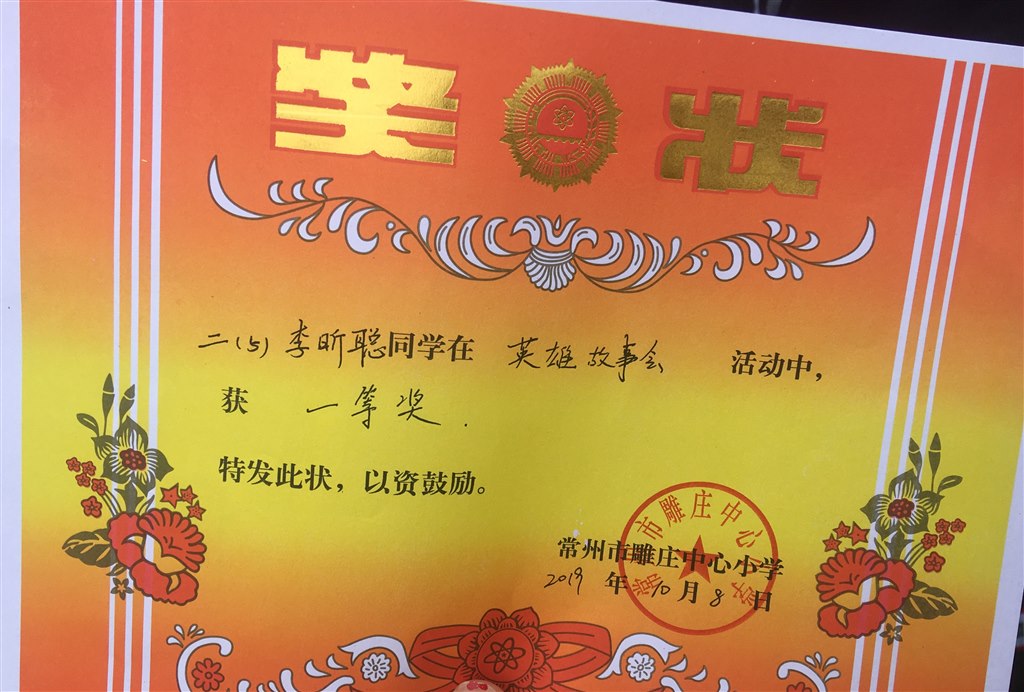 奖状
二(5)李昕聪同学在 英雄故事会 活动中,
获 一等奖.
特发此状，以资鼓励。
常州市雕庄中心小学
2019 年 10 月 8 日